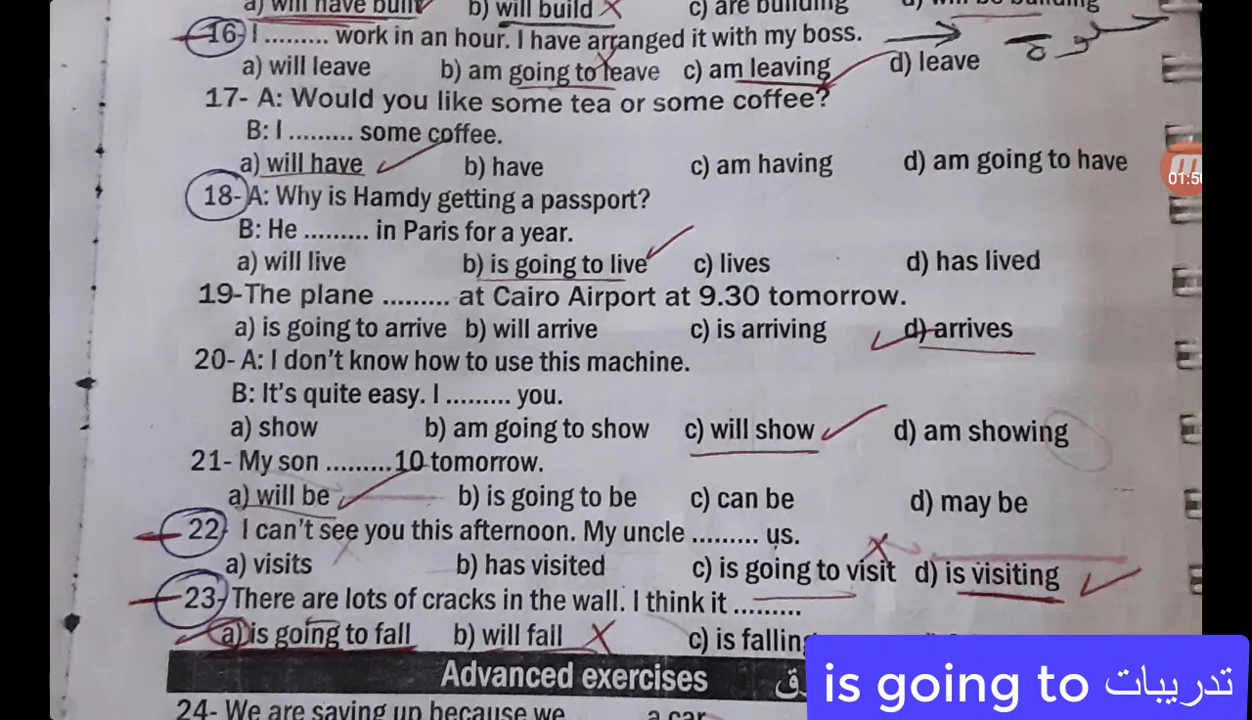 a) will have built b) will build c) are building
16- I ......... work in an hour. I have arranged it with my boss.
a) will leave b) am going to leave c) am leaving d) leave
17- A: Would you like some tea or some coffee?
B: I ......... some coffee.
a) will have b) have c) am having d) am going to have
18- A: Why is Hamdy getting a passport?
B: He ......... in Paris for a year.
a) will live b) is going to live c) lives d) has lived
19-The plane ......... at Cairo Airport at 9.30 tomorrow.
a) is going to arrive b) will arrive c) is arriving d) arrives
20- A: I don't know how to use this machine.
B: It's quite easy. I ......... you.
a) show b) am going to show c) will show d) am showing
21- My son .........10 tomorrow.
a) will be b) is going to be c) can be d) may be
22- I can't see you this afternoon. My uncle ......... us.
a) visits b) has visited c) is going to visit d) is visiting
23- There are lots of cracks in the wall. I think it .........
a) is going to fall b) will fall c) is falling
Advanced exercises
is going to تدريبات
24- We are saving up because we a car
01:50